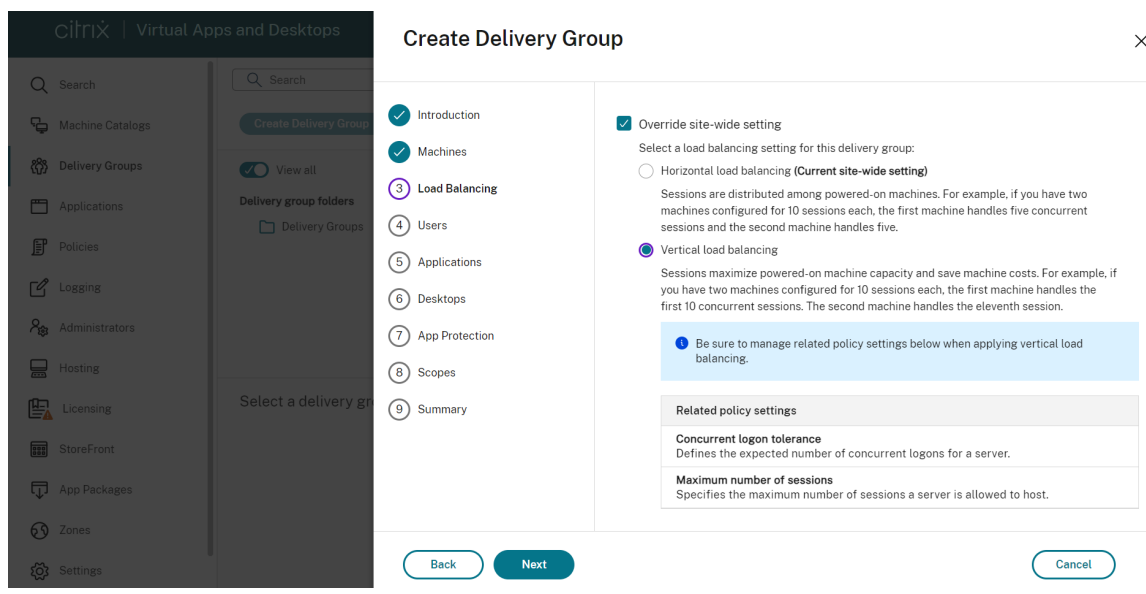 citrix | Virtual Apps and Desktops
Search
Machine Catalogs
Delivery Groups
Applications
Policies
Logging
Administrators
Hosting
Licensing
StoreFront
App Packages
Zones
Settings
Search
Create Delivery Group
View all
Delivery group folders
Delivery Groups
Select a delivery gr
Create Delivery Group
Introduction
Machines
3 Load Balancing
4 Users
5 Applications
6 Desktops
7 App Protection
8 Scopes
9 Summary
Override site-wide setting
Select a load balancing setting for this delivery group:
Horizontal load balancing (Current site-wide setting)
Sessions are distributed among powered-on machines. For example, if you have two
machines configured for 10 sessions each, the first machine handles five concurrent
sessions and the second machine handles five.
Vertical load balancing
Sessions maximize powered-on machine capacity and save machine costs. For example, if
you have two machines configured for 10 sessions each, the first machine handles the
first 10 concurrent sessions. The second machine handles the eleventh session.
Be sure to manage related policy settings below when applying vertical load
balancing.
Related policy settings
Concurrent logon tolerance
Defines the expected number of concurrent logons for a server.
Maximum number of sessions
Specifies the maximum number of sessions a server is allowed to host.
Back
Next
Cancel